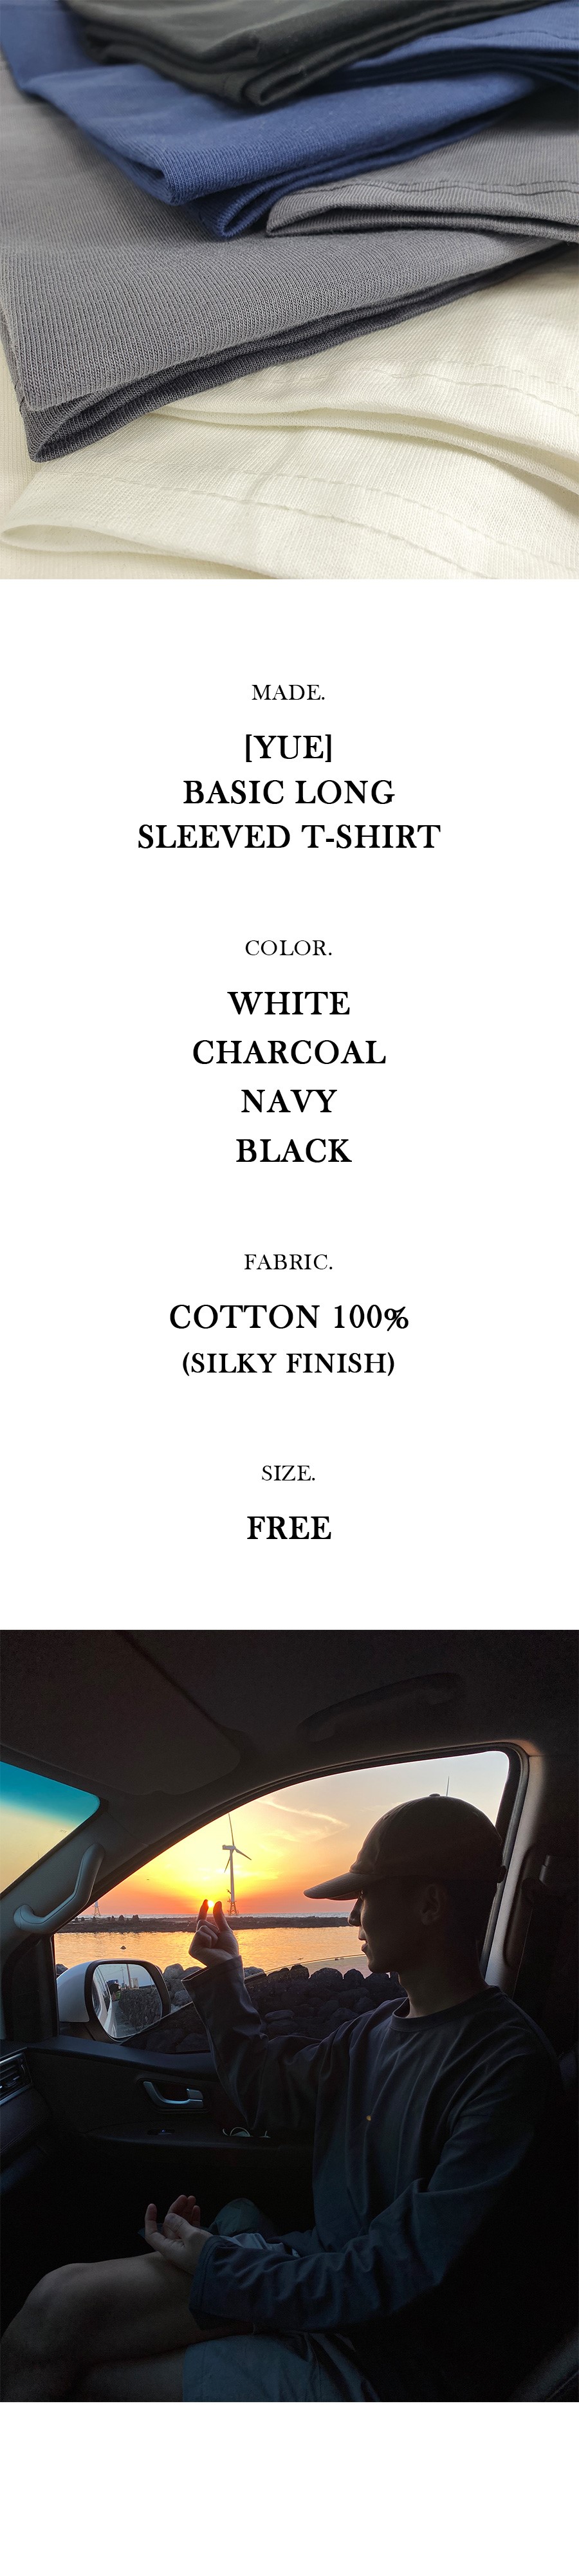 MADE.
[YUE]
BASIC LONG
SLEEVED T-SHIRT
COLOR.
WHITE
CHARCOAL
NAVY
BLACK
FABRIC.
COTTON 100%
(SILKY FINISH)
SIZE.
FREE